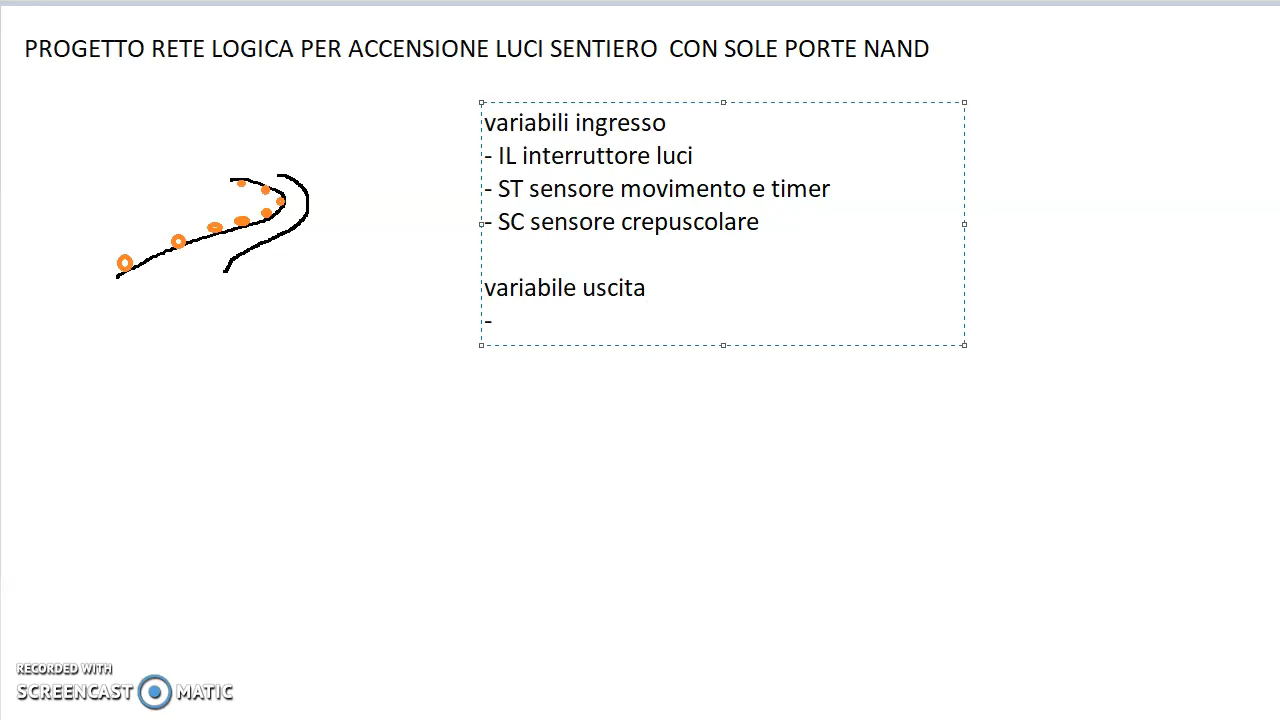 PROGETTO RETE LOGICA PER ACCENSIONE LUCI SENTIERO CON SOLE PORTE NAND
variabili ingresso
- IL interruttore luci
- ST sensore movimento e timer
- SC sensore crepuscolare
variabile uscita
-
RECORDED WITH
SCREENCAST MATIC